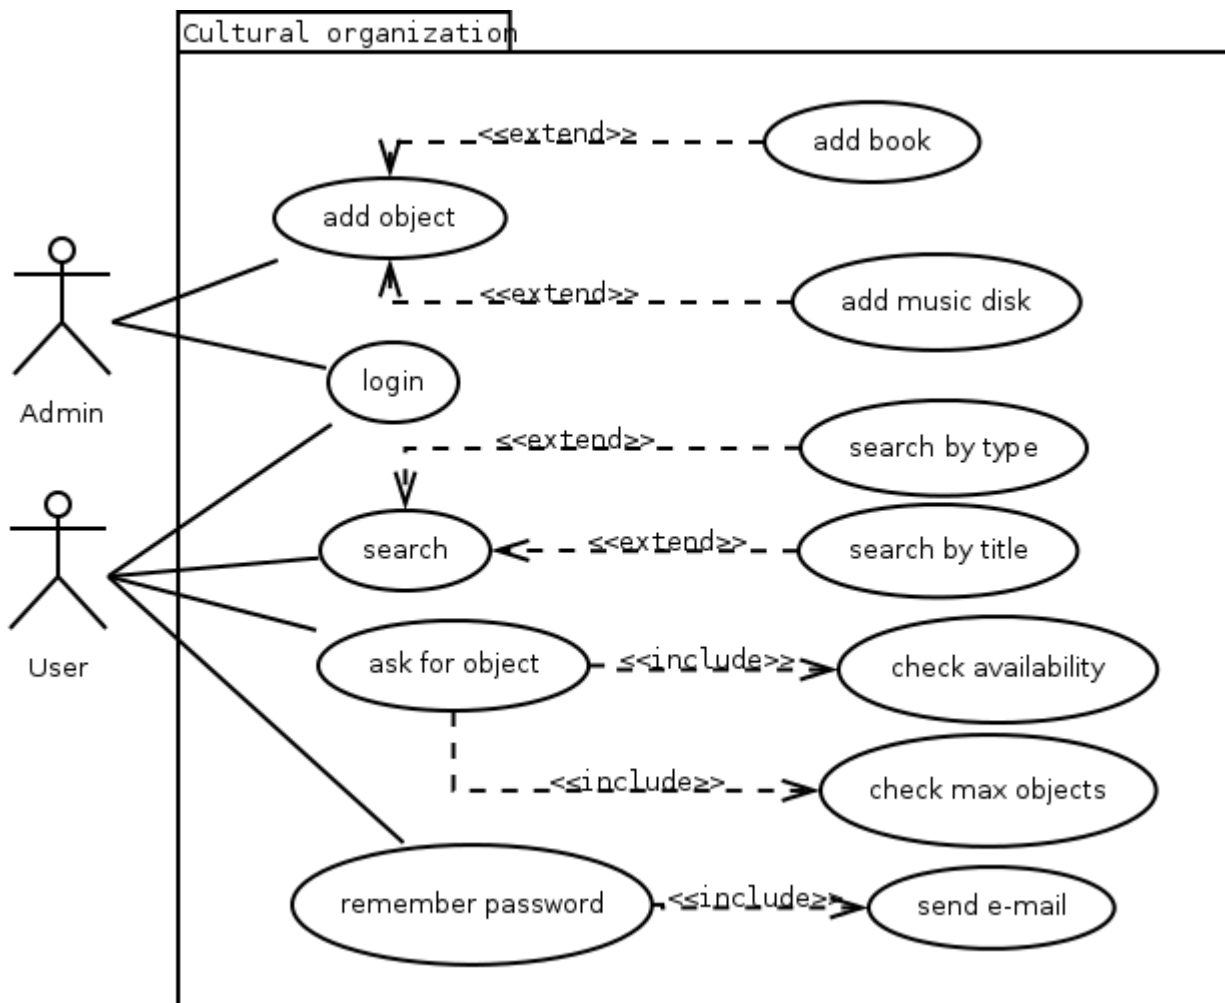 Cultural organization
<<extend>>
add book
add object
<<extend>>
add music disk
login
Admin
<<extend>>
search by type
search
<<extend>>
search by title
User
ask for object
<<include>>
check availability
<<include>>
check max objects
remember password
<<include>>
send e-mail